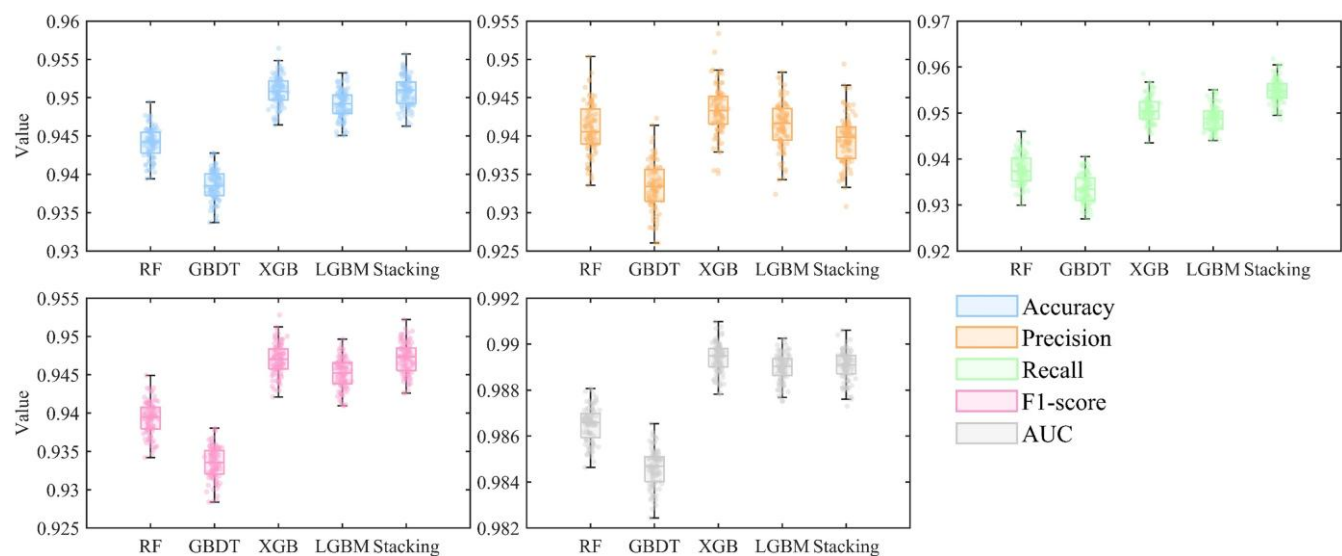 0.96
0.955
0.95
0.945
0.94
0.935
0.93
Value
RF GBDT XGB LGBM Stacking
0.955
0.95
0.945
0.94
0.935
0.93
0.925
RF GBDT XGB LGBM Stacking
0.97
0.96
0.95
0.94
0.93
0.92
RF GBDT XGB LGBM Stacking
0.955
0.95
0.945
0.94
0.935
0.93
0.925
Value
RF GBDT XGB LGBM Stacking
0.992
0.99
0.988
0.986
0.984
0.982
RF GBDT XGB LGBM Stacking
Accuracy
Precision
Recall
F1-score
AUC